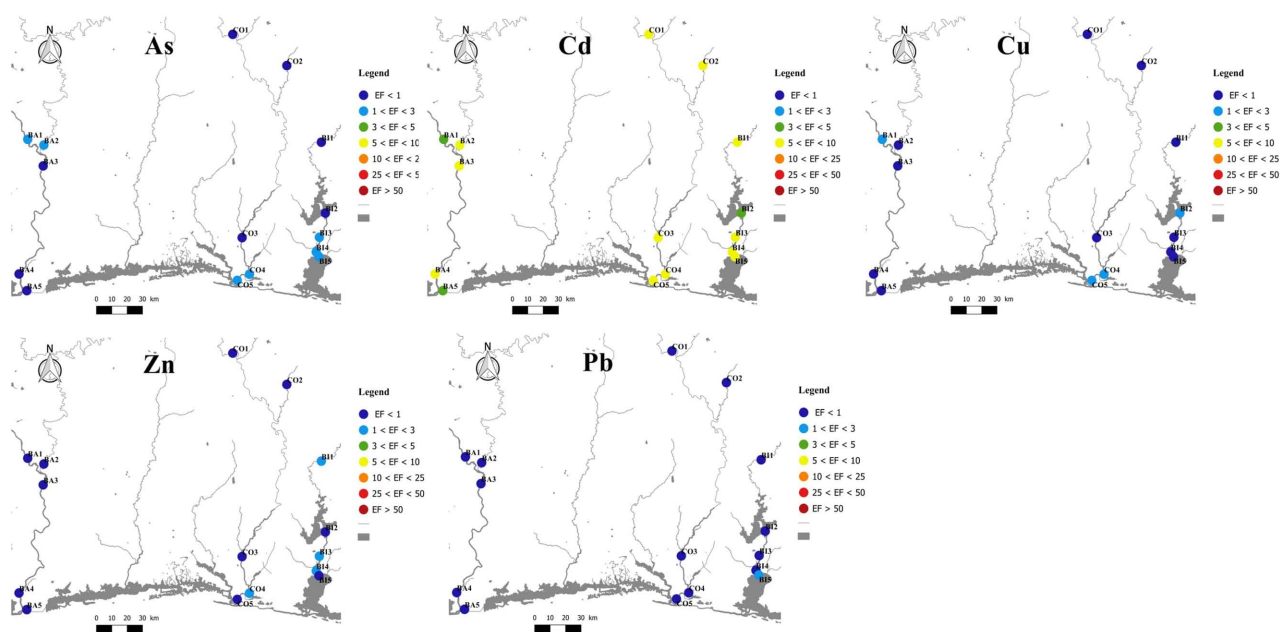 N
As
CO1
CO2
Legend
EF < 1
1 < EF < 3
3 < EF < 5
5 < EF < 10
10 < EF < 2
25 < EF < 5
EF > 50
BA1
BA2
BA3
BI1
BI2
BI3
BI4
BI5
CO3
CO4
CO5
BA4
BA5
0 10 20 30 km
N
Cd
CO1
CO2
Legend
EF < 1
1 < EF < 3
3 < EF < 5
5 < EF < 10
10 < EF < 25
25 < EF < 50
EF > 50
BA1
BA2
BA3
BI1
BI2
BI3
BI4
BI5
CO3
CO4
CO5
BA4
BA5
0 10 20 30 km
N
Cu
CO1
CO2
Legend
EF < 1
1 < EF < 3
3 < EF < 5
5 < EF < 10
10 < EF < 25
25 < EF < 50
EF > 50
BA1
BA2
BA3
BI1
BI2
BI3
BI4
BI5
CO3
CO4
CO5
BA4
BA5
0 10 20 30 km
N
Zn
CO1
CO2
Legend
EF < 1
1 < EF < 3
3 < EF < 5
5 < EF < 10
10 < EF < 25
25 < EF < 50
EF > 50
BA1
BA2
BA3
BI1
BI2
BI3
BI4
BI5
CO3
CO4
CO5
BA4
BA5
0 10 20 30 km
N
Pb
CO1
CO2
Legend
EF < 1
1 < EF < 3
3 < EF < 5
5 < EF < 10
10 < EF < 25
25 < EF < 50
EF > 50
BA1
BA2
BA3
BI1
BI2
BI3
BI4
BI5
CO3
CO4
CO5
BA4
BA5
0 10 20 30 km